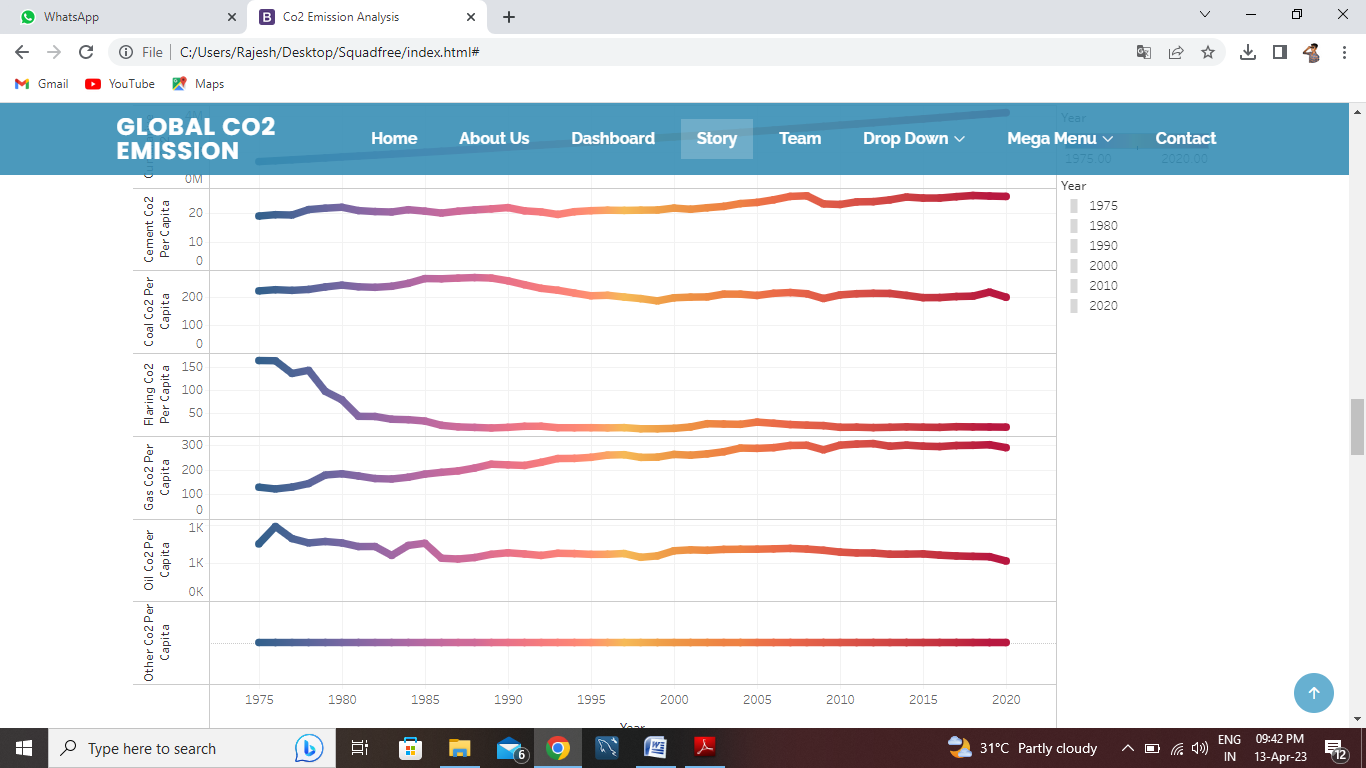 WhatsApp
Co2 Emission Analysis
File
C:/Users/Rajesh/Desktop/Squadfree/index.html#
Gmail
YouTube
Maps
GLOBAL CO2
EMISSION
Home
About Us
Dashboard
Story
Team
Drop Down
Mega Menu
Contact
Year
1975.00
2020.00
0M
Cement Co2
Per Capita
20
10
0
Coal Co2 Per
Capita
200
100
0
Flaring Co2
Per Capita
150
100
50
Gas Co2 Per
Capita
300
200
100
0
Oil Co2 Per
Capita
1K
1K
0K
Other Co2 Per
Capita
1975
1980
1985
1990
1995
2000
2005
2010
2015
2020
Year
Year
1975
1980
1990
2000
2010
2020
Type here to search
6
31°C Partly cloudy
ENG
IN
09:42 PM
13-Apr-23
12